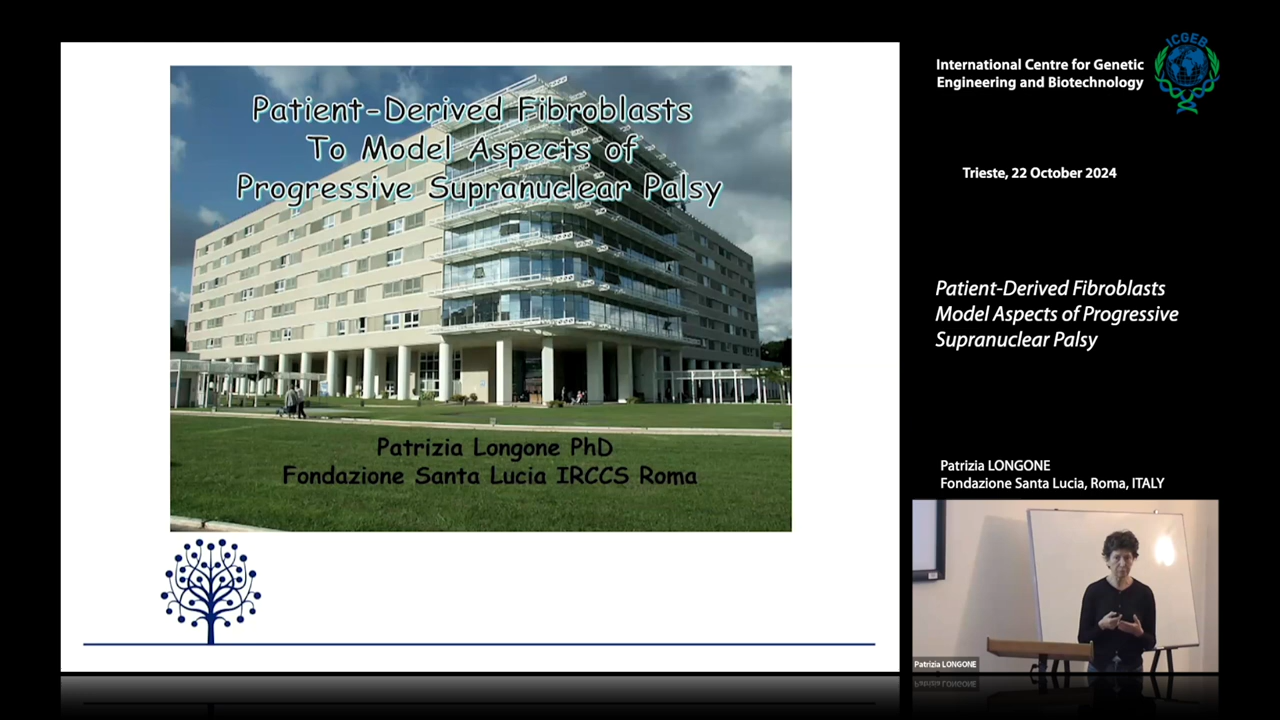 Patient-Derived Fibroblasts
To Model Aspects of
Progressive Supranuclear Palsy
Patrizia Longone PhD
Fondazione Santa Lucia IRCCS Roma
International Centre for Genetic
Engineering and Biotechnology
ICGEB
Trieste, 22 October 2024
Patient-Derived Fibroblasts
Model Aspects of Progressive
Supranuclear Palsy
Patrizia LONGONE
Fondazione Santa Lucia, Roma, ITALY
Patrizia LONGONE